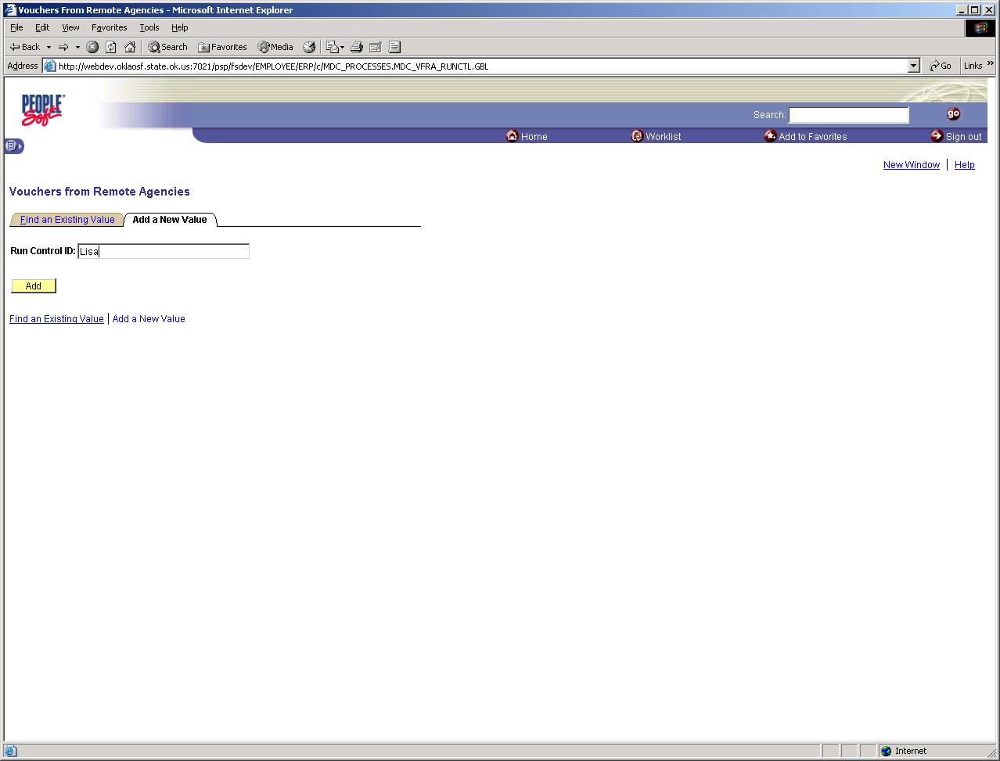 Vouchers From Remote Agencies - Microsoft Internet Explorer
File Edit View Favorites Tools Help
Back Search Favorites Media
Address http://webdev.oklaosf.state.ok.us:7021/psp/fsdev/EMPLOYEE/ERP/c/MDC_PROCESSES.MDC_VFRA_RUNCTL.GBL Go Links »
PEOPLE
Soft
Search: go
Home Worklist Add to Favorites Sign out
New Window | Help
Vouchers from Remote Agencies
Find an Existing Value Add a New Value
Run Control ID: Lisa
Add
Find an Existing Value | Add a New Value
Internet